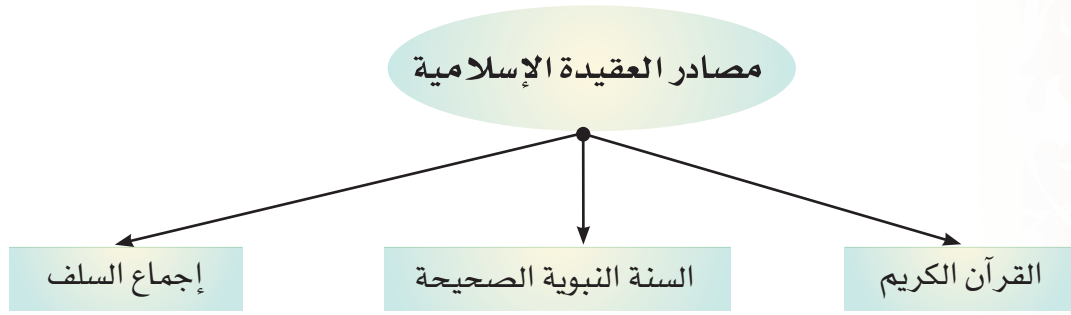 مصادر العقيدة الإسلامية
القرآن الكريم
السنة النبوية الصحيحة
إجماع السلف